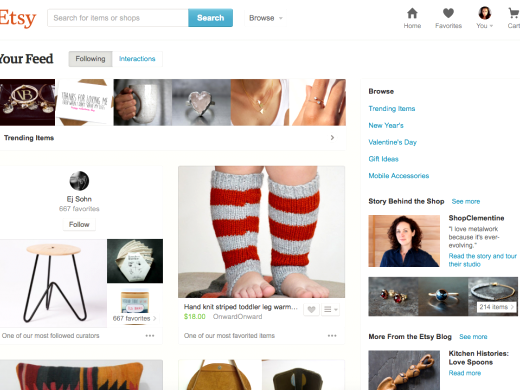 Etsy
Search for items or shops
Search
Browse
Home
Favorites
You
Cart
Your Feed
Following
Interactions
THANKS FOR LOVING ME
Trending Items
Ej Sohn
667 favorites
Follow
667 favorites
One of our most followed curators
Hand knit striped toddler leg warm...
$18.00 OnwardOnward
One of our most favorited items
Browse
Trending Items
New Year's
Valentine's Day
Gift Ideas
Mobile Accessories
Story Behind the Shop See more
ShopClementine
"I love metalwork
because it's ever-
evolving."
Read the story and tour
their studio
214 items
More From the Etsy Blog See more
Kitchen Histories:
Love Spoons
Read more